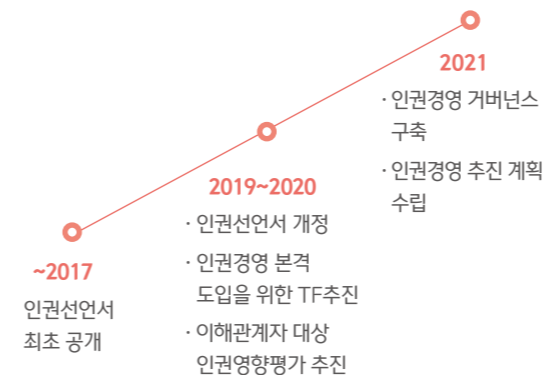 2021
· 인권경영 거버넌스
구축
· 인권경영 추진 계획
수립
2019~2020
· 인권선언서 개정
· 인권경영 본격
도입을 위한 TF추진
· 이해관계자 대상
인권영향평가 추진
~2017
인권선언서
최초 공개